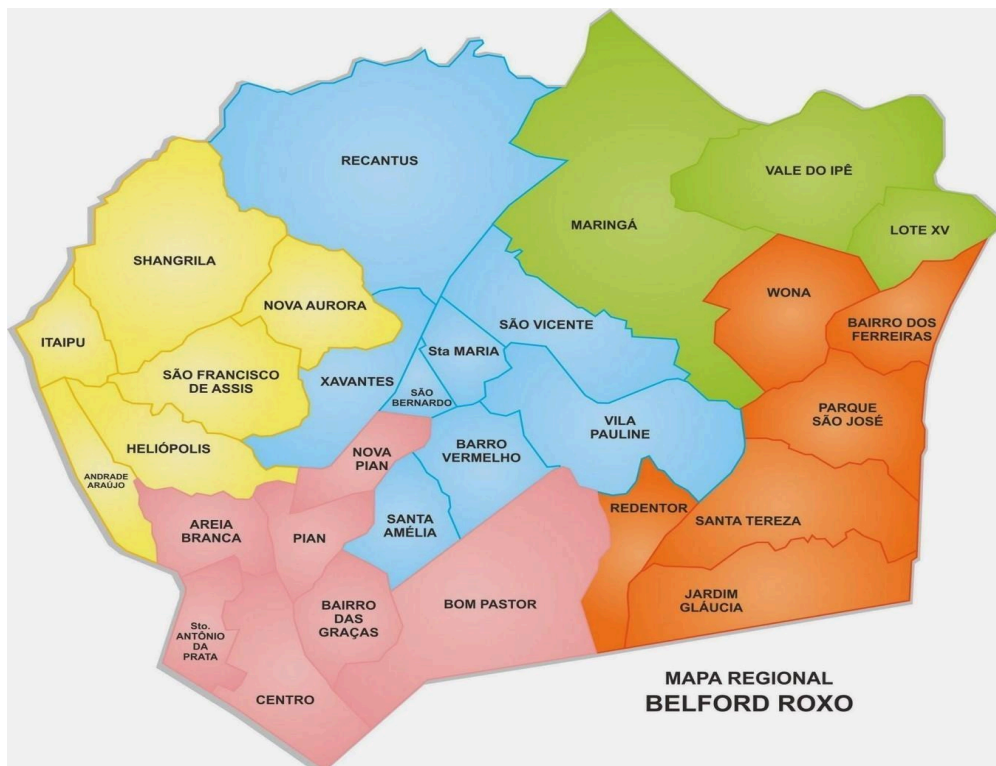 RECANTUS
VALE DO IPÊ
MARINGÁ
LOTE XV
SHANGRILA
NOVA AURORA
WONA
ITAIPU
SÃO VICENTE
BAIRRO DOS
FERREIRAS
Sta MARIA
SÃO FRANCISCO
DE ASSIS
XAVANTES
SÃO
BERNARDO
VILA
PAULINE
PARQUE
SÃO JOSÉ
HELIÓPOLIS
NOVA
PIAN
BARRO
VERMELHO
ANDRADE
ARAÚJO
REDENTOR
AREIA
BRANCA
PIAN
SANTA
AMÉLIA
SANTA TEREZA
BAIRRO
DAS
GRAÇAS
BOM PASTOR
JARDIM
GLÁUCIA
Sto.
ANTÔNIO
DA
PRATA
CENTRO
MAPA REGIONAL
BELFORD ROXO